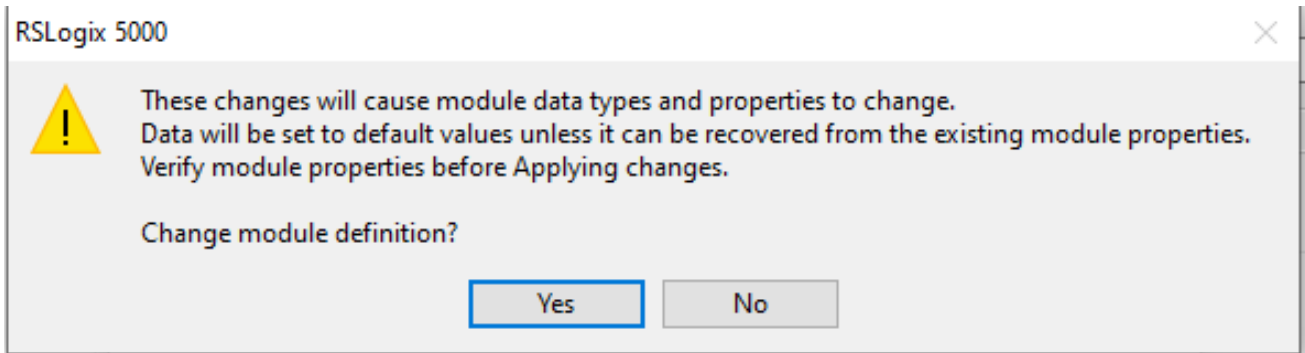 RSLogix 5000
These changes will cause module data types and properties to change.
Data will be set to default values unless it can be recovered from the existing module properties.
Verify module properties before Applying changes.
Change module definition?
Yes
No